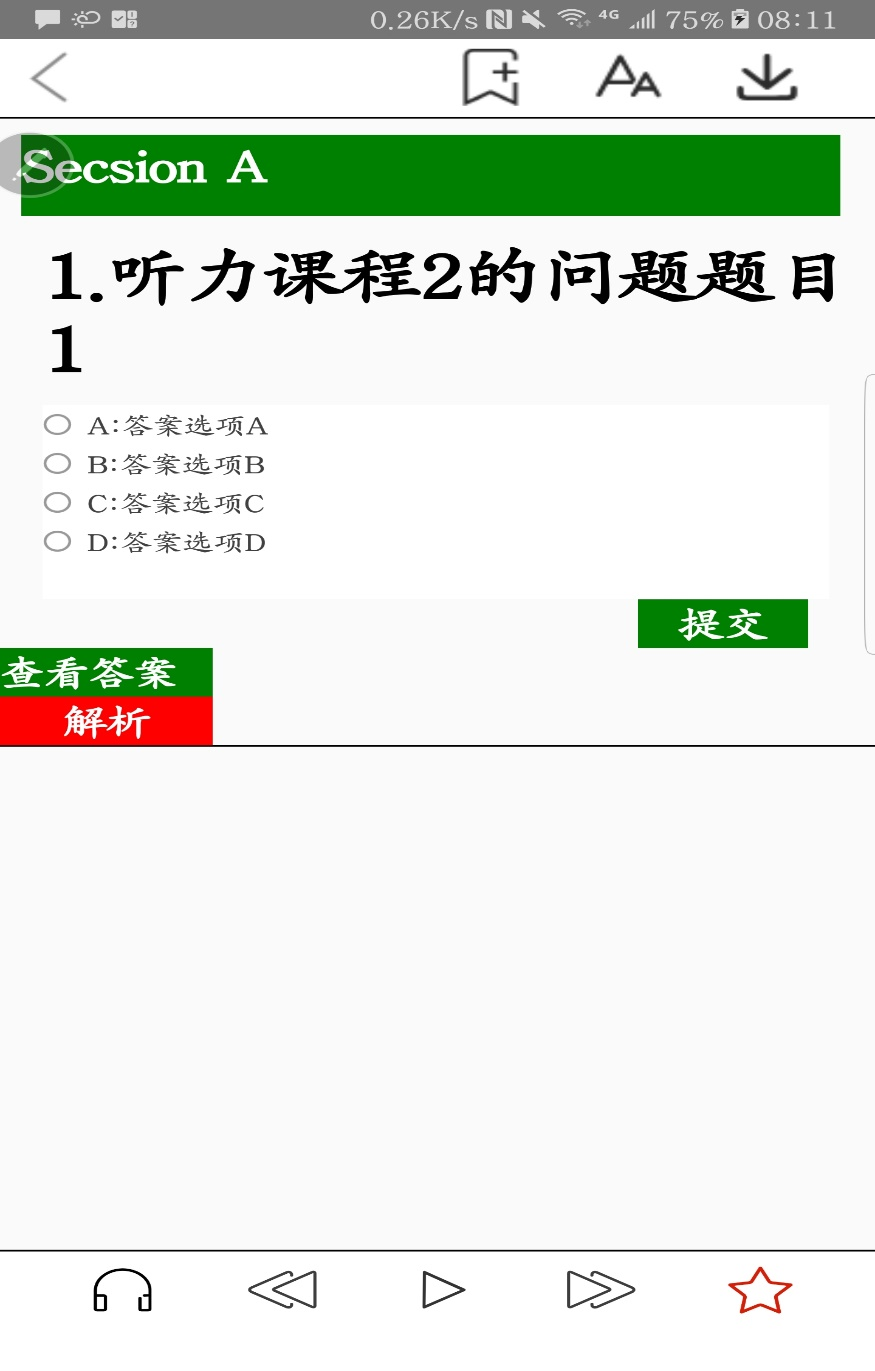 0.26K/s 4G 75% 08:11
AA
Secsion A
1.听力课程2的问题题目
1
A:答案选项A
B:答案选项B
C:答案选项C
D:答案选项D
提交
查看答案
解析